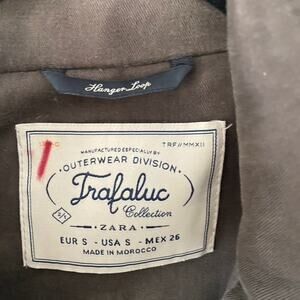 Hanger Loop
TRF//MMXII
MANUFACTURED ESPECIALLY BY
OUTERWEAR DIVISION
Trafaluc
Collection
ZARA
EUR S - USA S - MEX 26
MADE IN MOROCCO